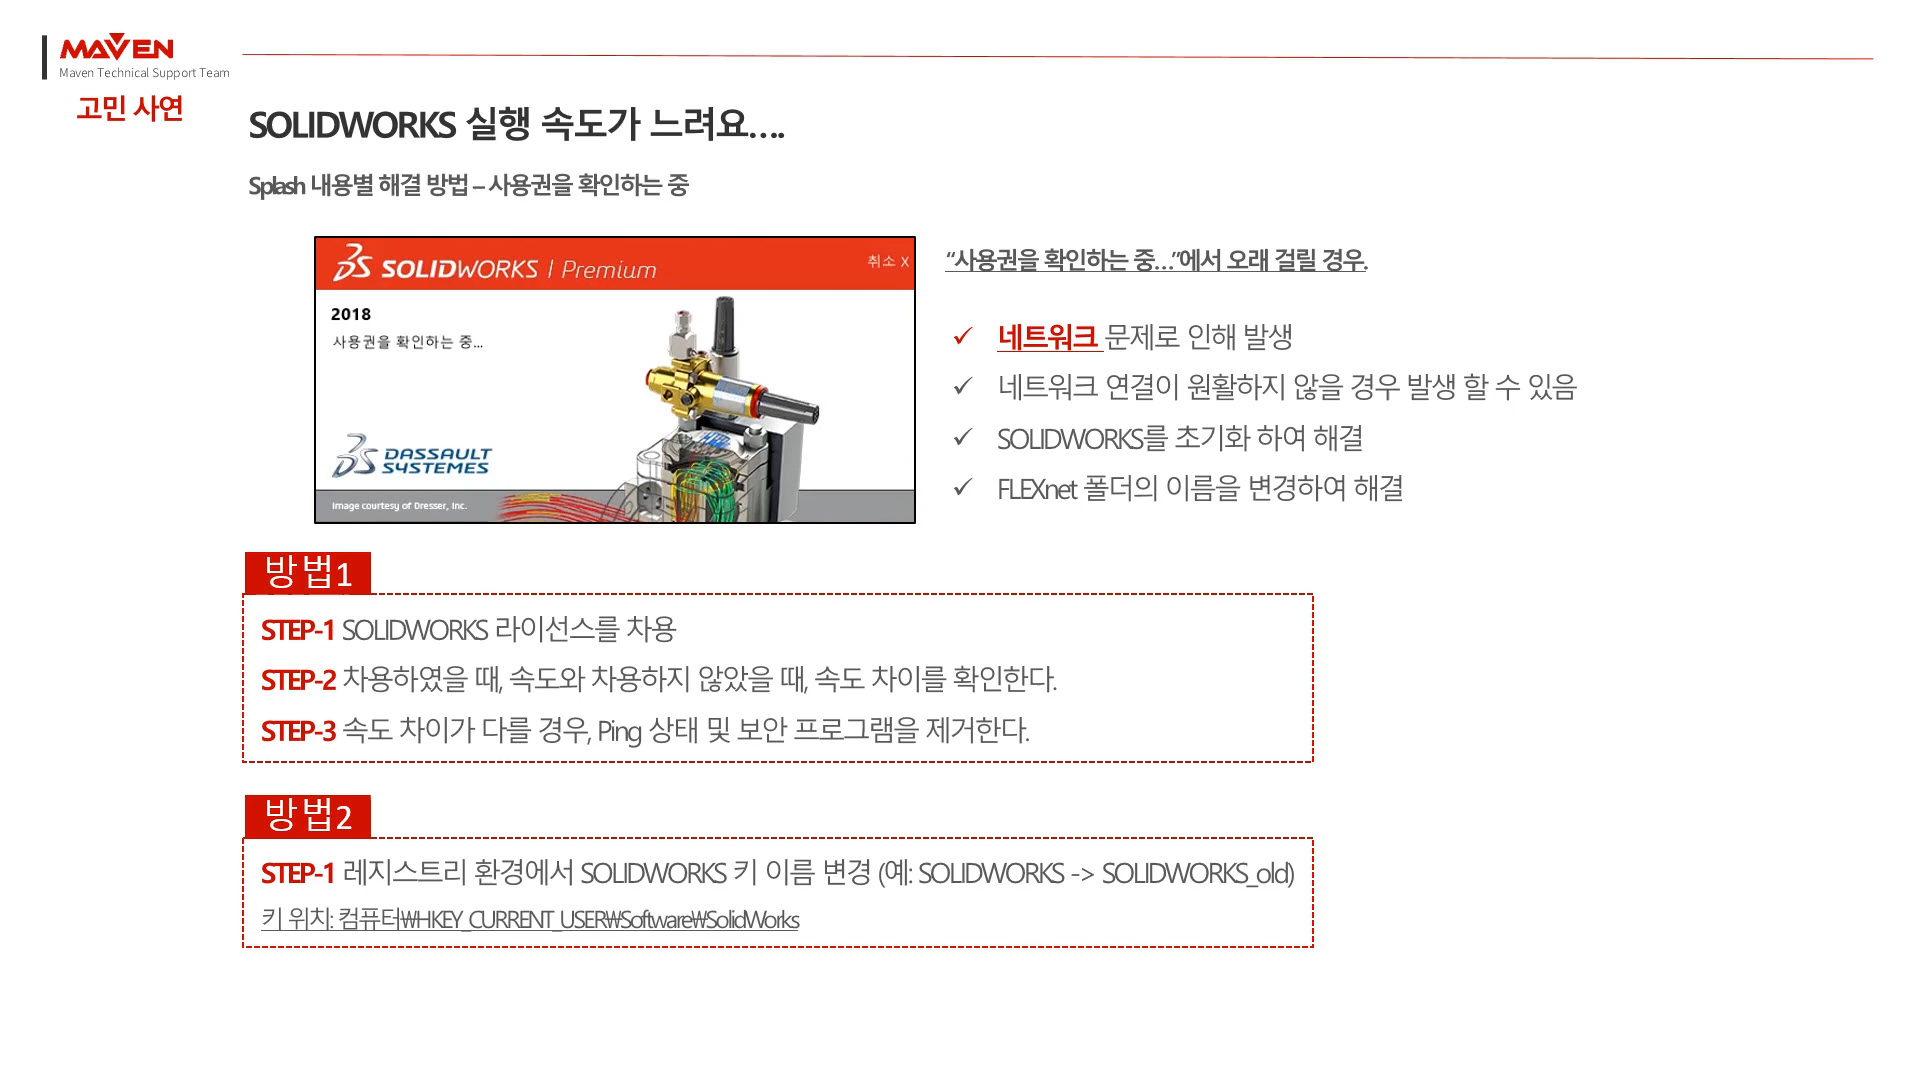 MAVEN
Maven Technical Support Team
고민 사연
SOLIDWORKS 실행 속도가 느려요….
Splash 내용별 해결 방법 – 사용권을 확인하는 중
SOLIDWORKS | Premium
취소 X
2018
사용권을 확인하는 중...
DASSAULT
SYSTEMES
Image courtesy of Dresser, Inc.
“사용권을 확인하는 중…”에서 오래 걸릴 경우.
✓ 네트워크 문제로 인해 발생
✓ 네트워크 연결이 원활하지 않을 경우 발생 할 수 있음
✓ SOLIDWORKS를 초기화 하여 해결
✓ FLEXnet 폴더의 이름을 변경하여 해결
방법1
STEP-1 SOLIDWORKS 라이선스를 차용
STEP-2 차용하였을 때, 속도와 차용하지 않았을 때, 속도 차이를 확인한다.
STEP-3 속도 차이가 다를 경우, Ping 상태 및 보안 프로그램을 제거한다.
방법2
STEP-1 레지스트리 환경에서 SOLIDWORKS 키 이름 변경 (예: SOLIDWORKS -> SOLIDWORKS_old)
키 위치: 컴퓨터₩HKEY_CURRENT_USER₩Software₩SolidWorks